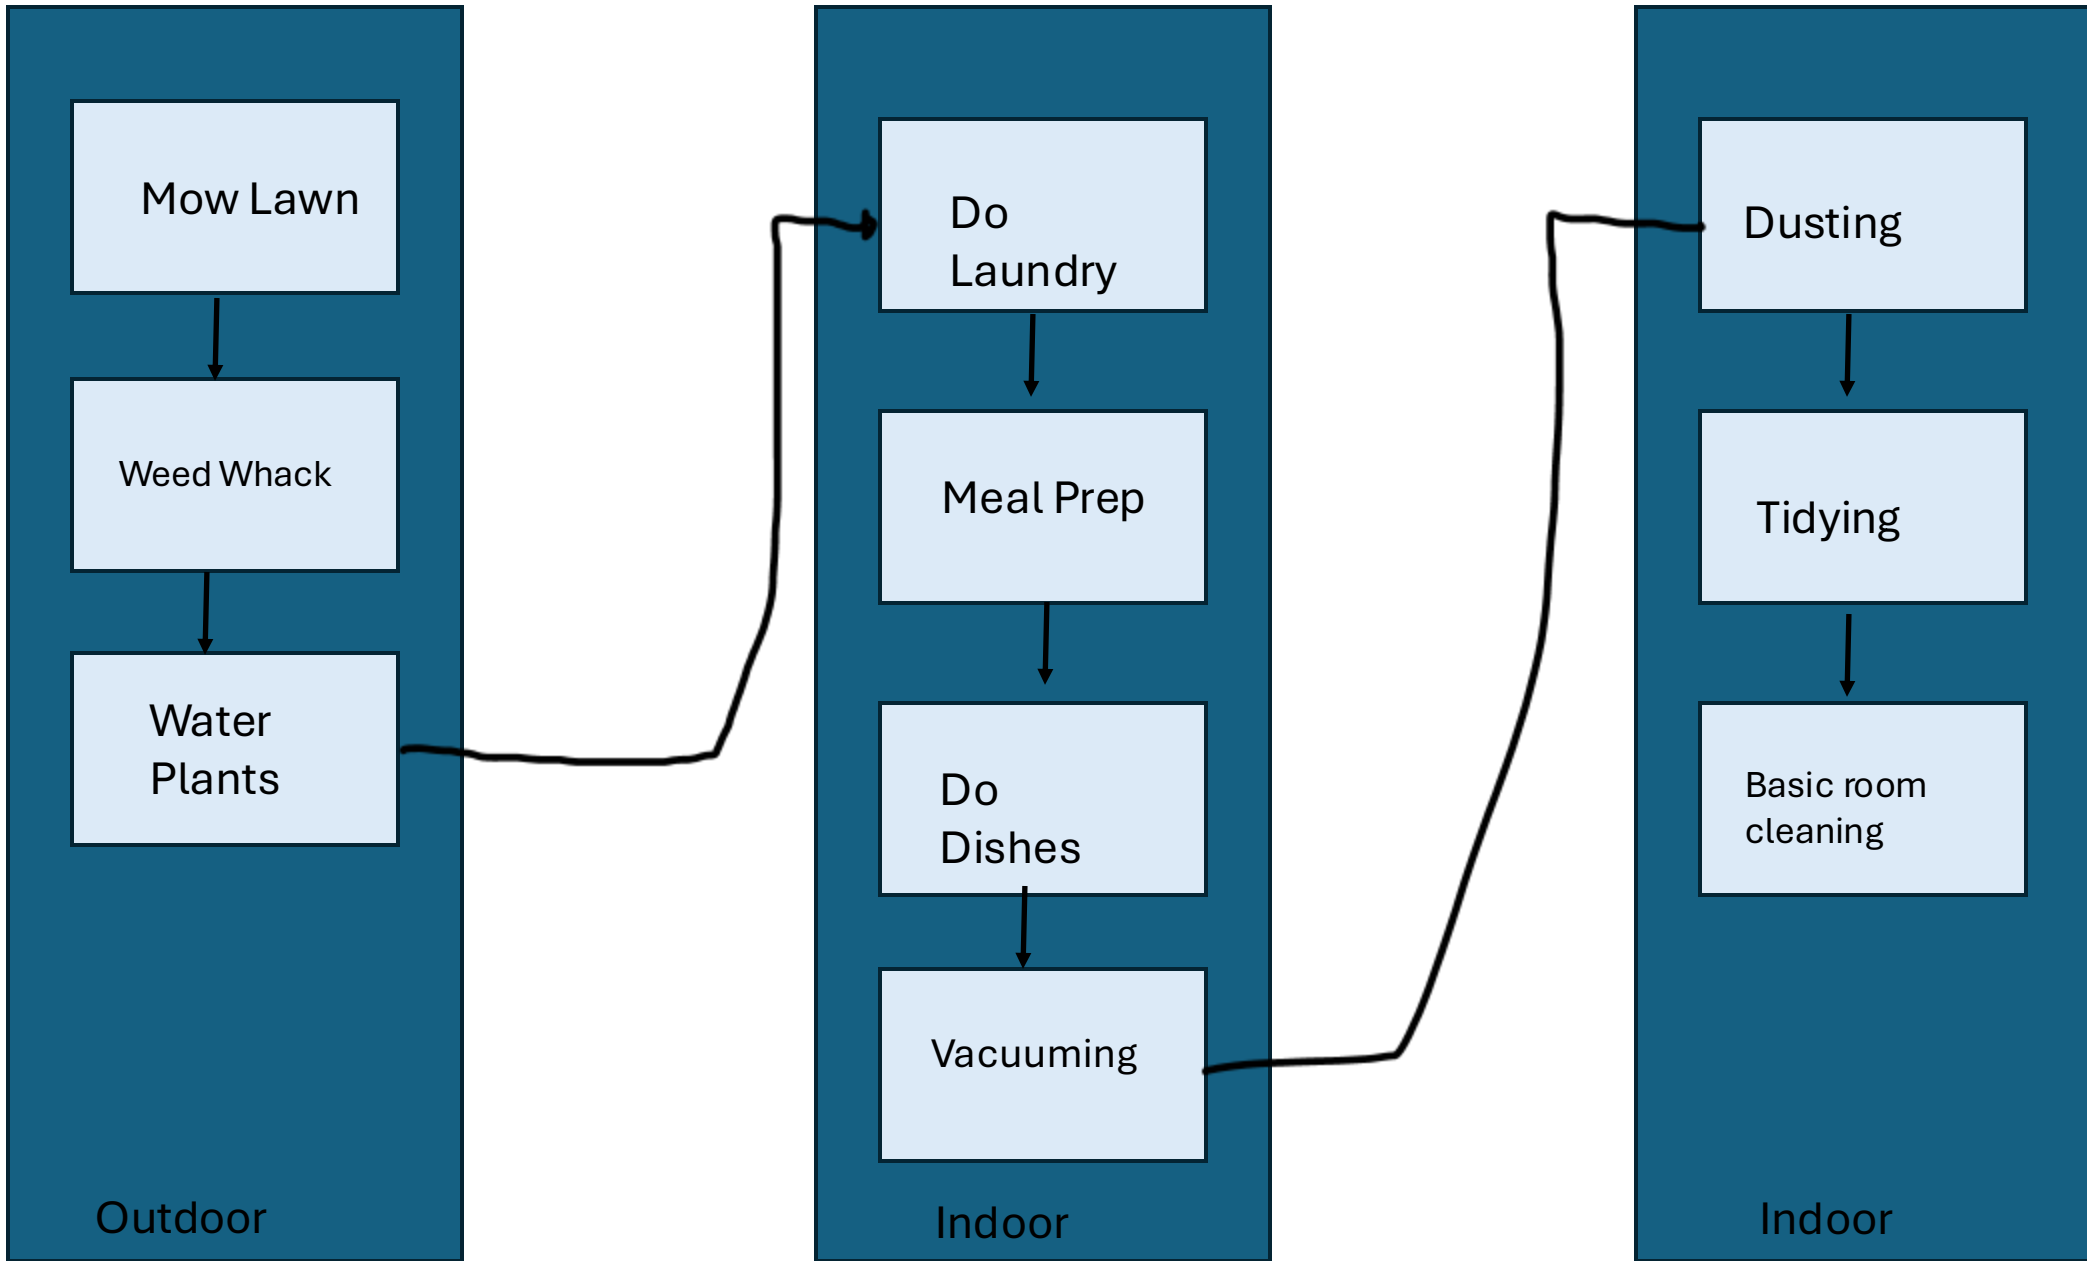 Mow Lawn
Weed Whack
Water
Plants
Outdoor
Do
Laundry
Meal Prep
Do
Dishes
Vacuuming
Indoor
Dusting
Tidying
Basic room
cleaning
Indoor